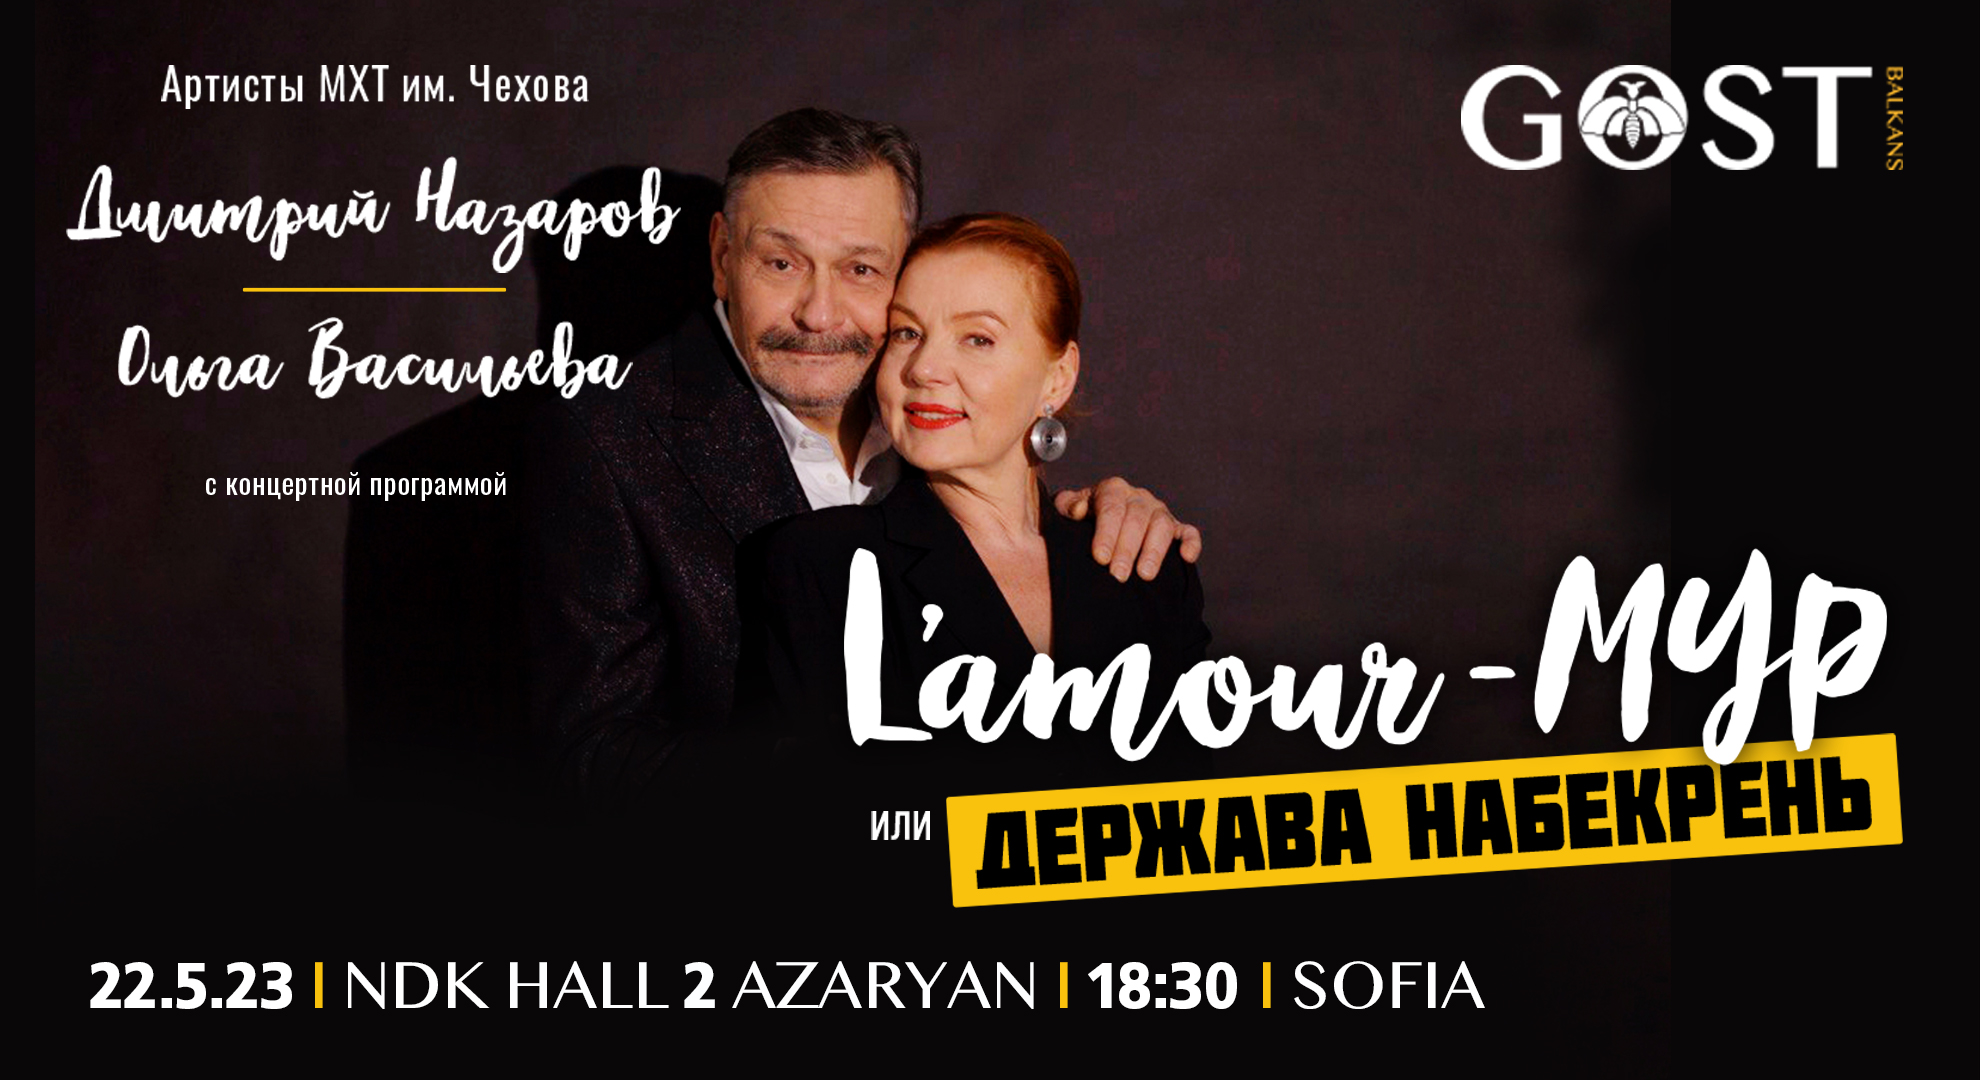 Артисты МХТ им. Чехова
Дмитрий Назаров
Ольга Васильева
с концертной программой
GOST BALKANS
L'amour - МУР
или ДЕРЖАВА НАБЕКРЕНЬ
22.5.23 | NDK HALL 2 AZARYAN | 18:30 | SOFIA